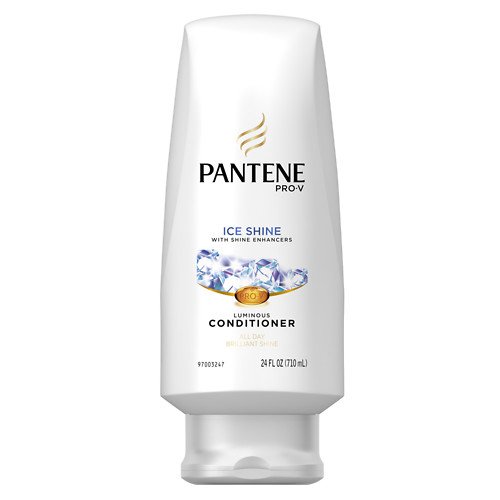 PANTENE
PRO-V
ICE SHINE
WITH SHINE ENHANCERS
PRO-V
LUMINOUS
CONDITIONER
ALL DAY
BRILLIANT SHINE
97003247
24 FL OZ (710 mL)